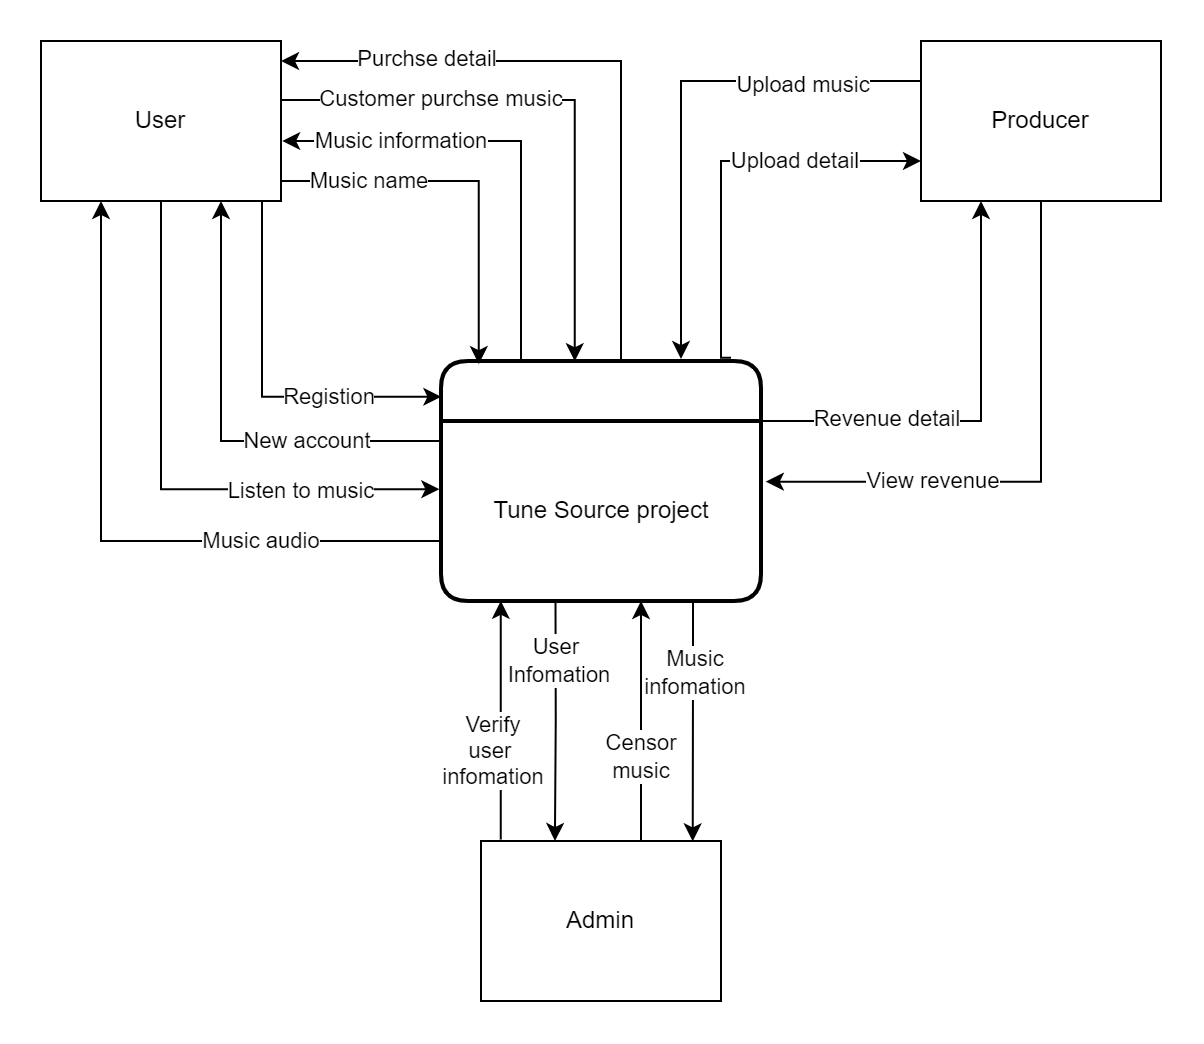 Purchse detail
User
Customer purchse music
Music information
Music name
Upload music
Producer
Upload detail
Registion
New account
Listen to music
Music audio
Revenue detail
View revenue
Tune Source project
User
Infomation
Music
infomation
Verify
user
infomation
Censor
music
Admin